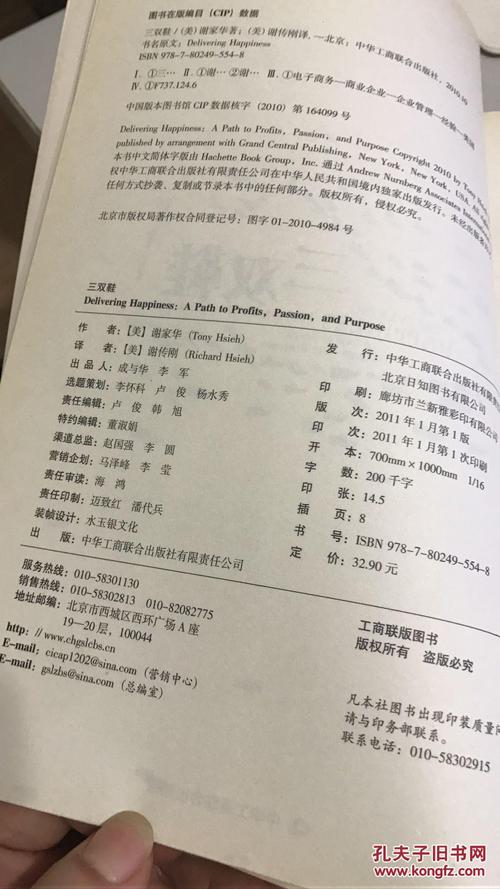 图书在版编目 (CIP) 数据
三双鞋 / (美) 谢家华著; (美) 谢传刚译. —北京: 中华工商联合出版社, 2010.10
书名原文: Delivering Happiness
ISBN 978-7-80249-554-8
Ⅰ. ①三… Ⅱ. ①谢… ②谢… Ⅲ. ①电子商务—商业企业—企业管理—经验—美国
Ⅳ. ①F737.124.6
中国版本图书馆 CIP 数据核字 (2010) 第 164099 号
Delivering Happiness: A Path to Profits, Passion, and Purpose Copyright 2010 by Tony
published by arrangement with Grand Central Publishing, New York, New York, USA.
本书中文简体字版由 Hachette Book Group, Inc. 通过 Andrew Nurnberg Associates International
权中华工商联合出版社有限责任公司在中华人民共和国境内独家出版发行。未经出版者
任何方式抄袭、复制或节录本书中的任何部分。版权所有, 侵权必究。
北京市版权局著作权合同登记号: 图字 01-2010-4984 号
三双鞋
Delivering Happiness: A Path to Profits, Passion, and Purpose
作 者: 【美】谢家华 (Tony Hsieh)
译 者: 【美】谢传刚 (Richard Hsieh)
出 品 人: 成与华 李 军
选题策划: 李怀科 卢 俊 杨水秀
责任编辑: 卢 俊 韩 旭
特约编辑: 董淑娟
渠道总监: 赵国强 李 圆
营销企划: 马泽峰 李 莹
责任审读: 海 鸿
责任印制: 迈致红 潘代兵
装帧设计: 水玉银文化
出 版: 中华工商联合出版社有限责任公司
发 行: 中华工商联合出版社有限责
北京日知图书有限公司
印 刷: 廊坊市兰新雅彩印有限公司
版 次: 2011 年 1 月第 1 版
印 次: 2011 年 1 月第 1 次印刷
开 本: 700mm×1000mm 1/16
字 数: 200 千字
印 张: 14.5
插 页: 8
书 号: ISBN 978-7-80249-554-8
定 价: 32.90 元
服务热线: 010-58301130
销售热线: 010-58302813 010-82082775
地址邮编: 北京市西城区西环广场 A 座
19—20 层, 100044
http: //www.chgslcbs.cn
E-mail: cicap1202@sina.com (营销中心)
E-mail: gslzbs@sina.com (总编室)
工商联版图书
版权所有 盗版必究
凡本社图书出现印装质量问
请与印务部联系。
联系电话: 010-58302915
孔夫子旧书网
www.kongfz.com